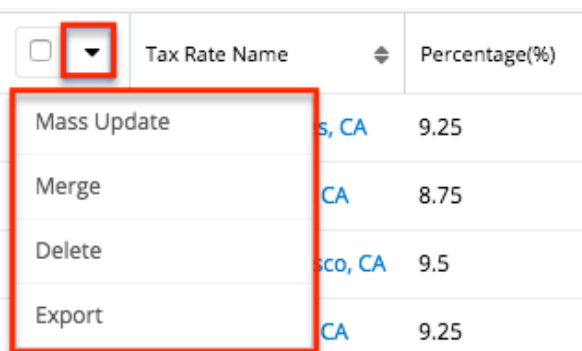 Tax Rate Name Percentage(%)
Mass Update s, CA 9.25
Merge CA 8.75
Delete sco, CA 9.5
Export CA 9.25